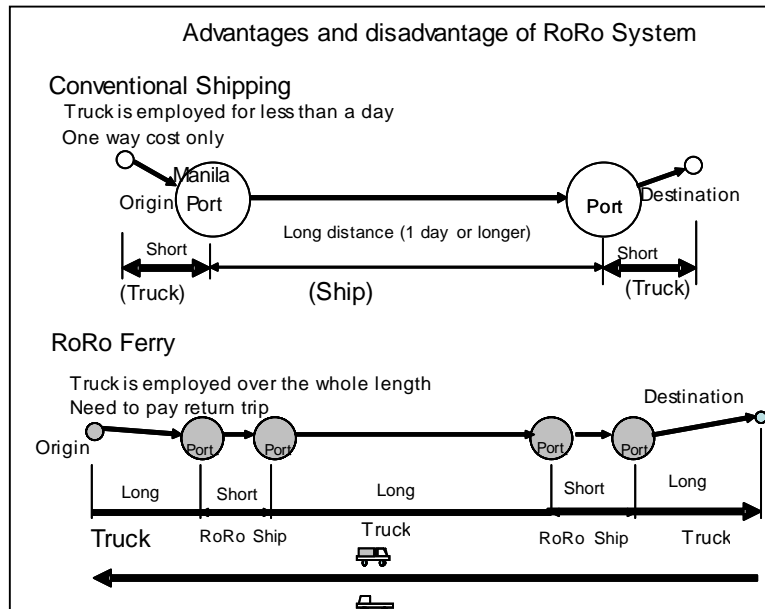 Advantages and disadvantage of RoRo System
Conventional Shipping
Truck is employed for less than a day
One way cost only
Manila
Origin
Port
Port
Destination
Long distance (1 day or longer)
Short
Short
(Truck)
(Ship)
(Truck)
RoRo Ferry
Truck is employed over the whole length
Need to pay return trip
Destination
Origin
Port
Port
Port
Port
Long
Short
Long
Short
Long
Truck
RoRo Ship
Truck
RoRo Ship
Truck